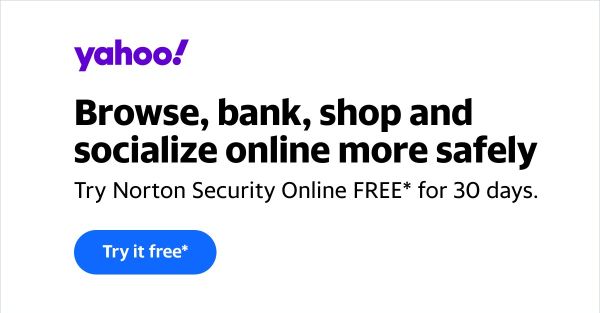 yahoo!
Browse, bank, shop and
socialize online more safely
Try Norton Security Online FREE* for 30 days.
Try it free*